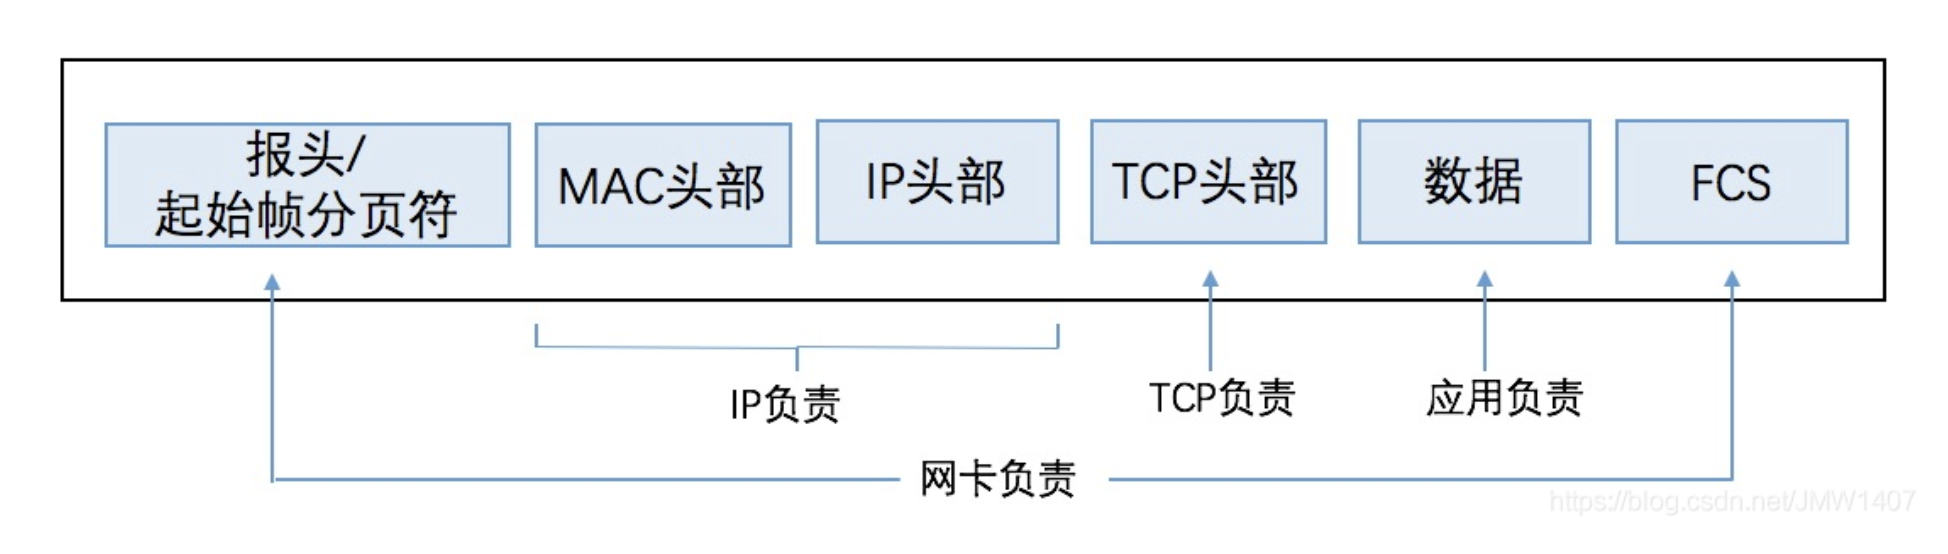 报头/
起始帧分页符
MAC头部
IP头部
TCP头部
数据
FCS
IP负责
TCP负责
应用负责
网卡负责
https://blog.csdn.net/JMW1407